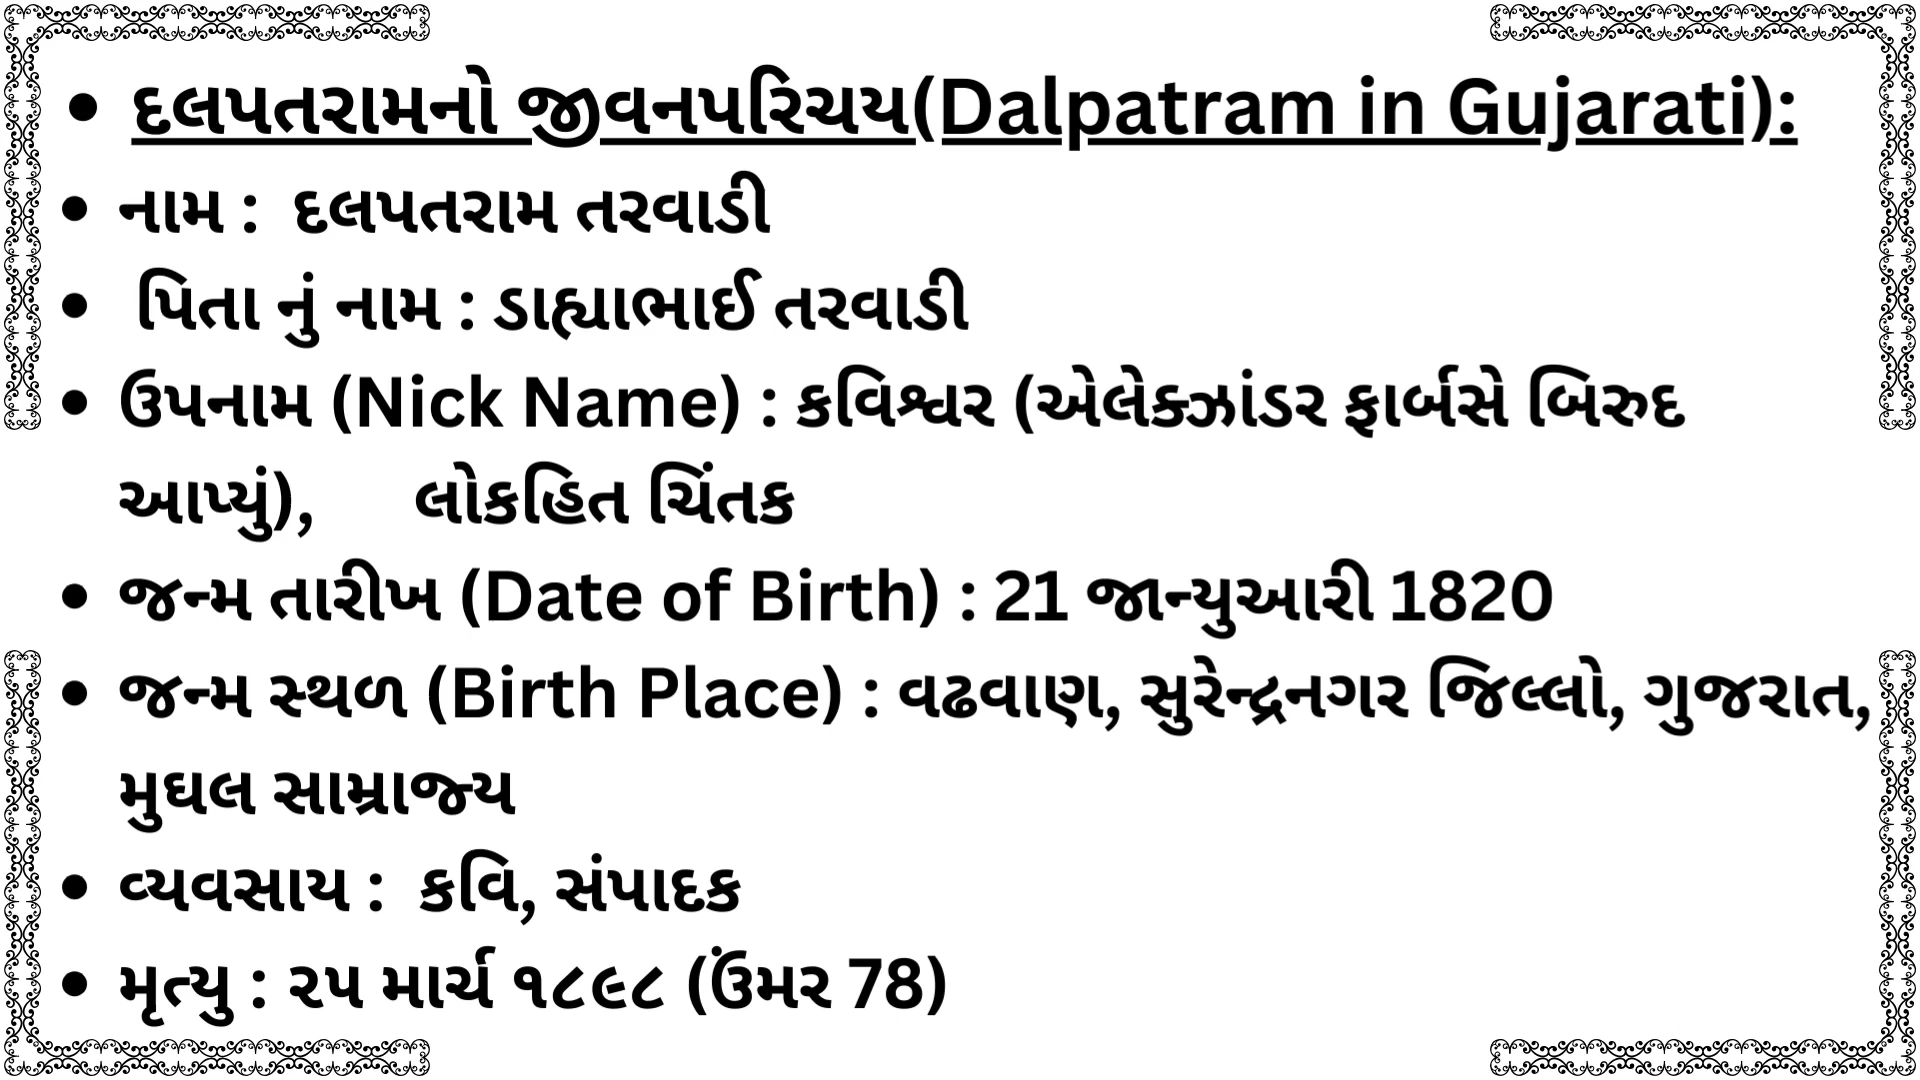 • દલપતરામનો જીવનપરિચય(Dalpatram in Gujarati):
• નામ : દલપતરામ તરવાડી
• પિતા નું નામ : ડાહ્યાભાઈ તરવાડી
• ઉપનામ (Nick Name) : કવિશ્વર (એલેક્ઝાંડર ફાર્બસે બિરુદ
આપ્યું), લોકહિત ચિંતક
• જન્મ તારીખ (Date of Birth) : 21 જાન્યુઆરી 1820
• જન્મ સ્થળ (Birth Place) : વઢવાણ, સુરેન્દ્રનગર જિલ્લો, ગુજરાત,
મુઘલ સામ્રાજ્ય
• વ્યવસાય : કવિ, સંપાદક
• મૃત્યુ : ૨૫ માર્ચ ૧૮૯૮ (ઉંમર 78)